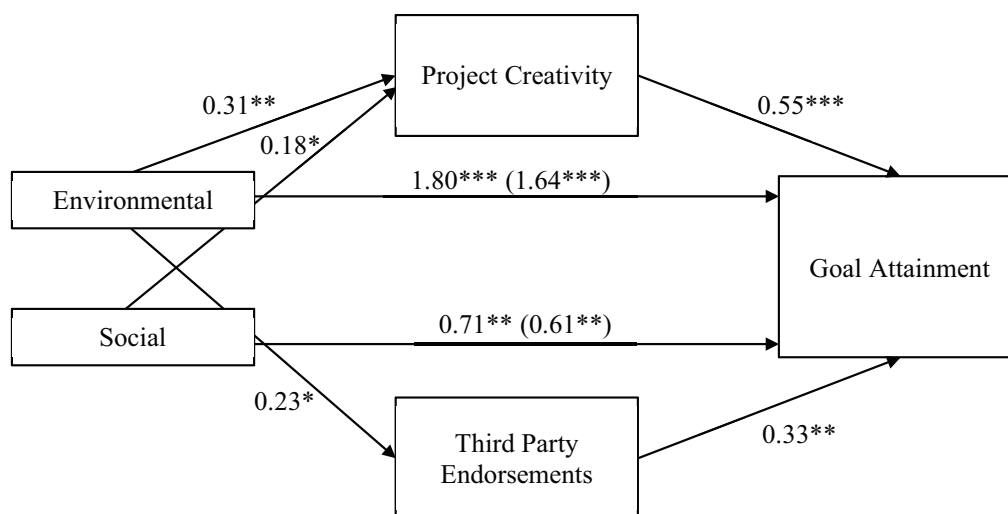 Project Creativity
0.31**
0.55***
0.18*
1.80*** (1.64***)
Environmental
Goal Attainment
0.71** (0.61**)
Social
0.23*
Third Party
Endorsements
0.33**